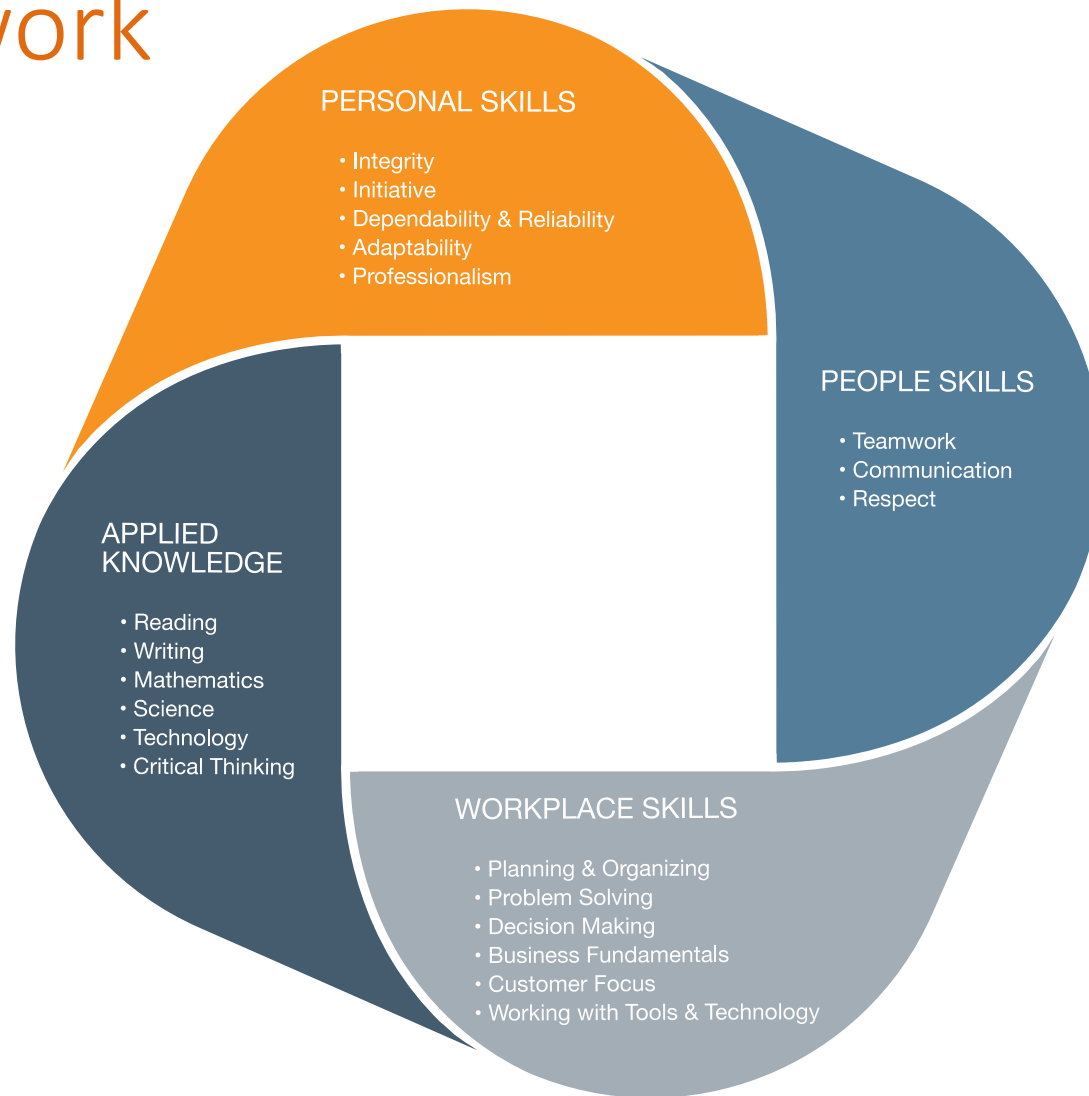 work
PERSONAL SKILLS
• Integrity
• Initiative
• Dependability & Reliability
• Adaptability
• Professionalism
PEOPLE SKILLS
• Teamwork
• Communication
• Respect
APPLIED
KNOWLEDGE
• Reading
• Writing
• Mathematics
• Science
• Technology
• Critical Thinking
WORKPLACE SKILLS
• Planning & Organizing
• Problem Solving
• Decision Making
• Business Fundamentals
• Customer Focus
• Working with Tools & Technology